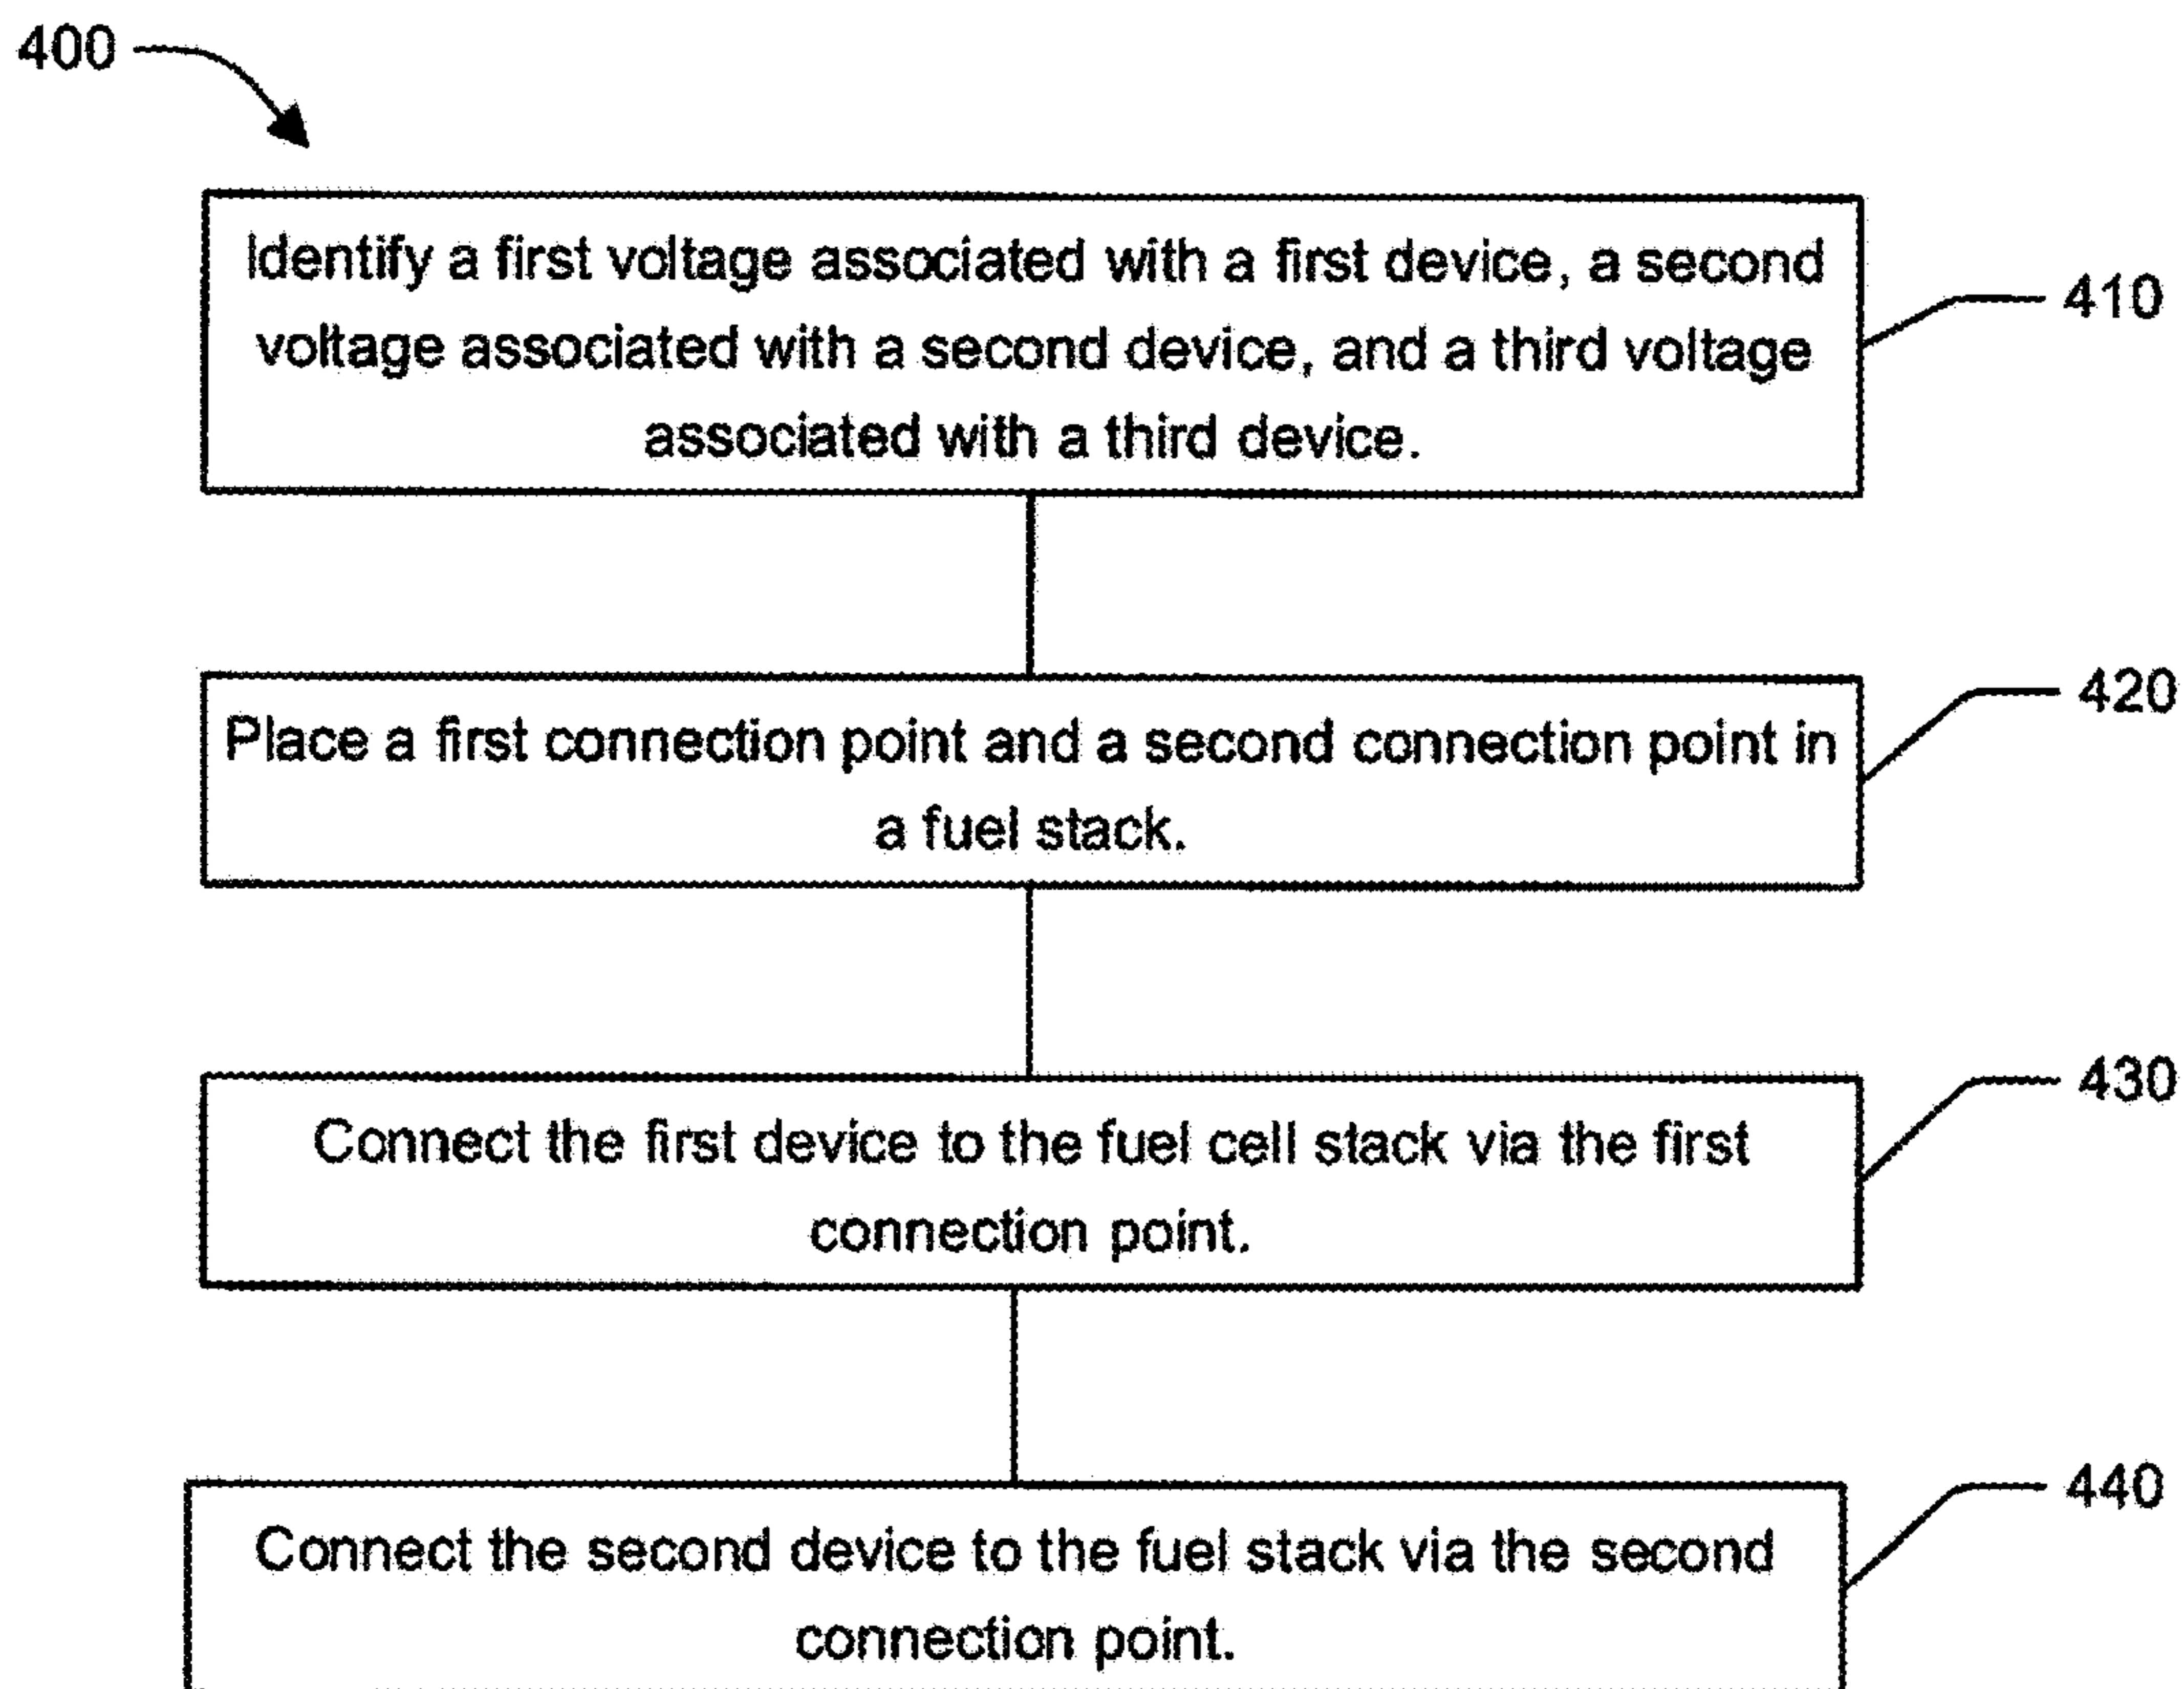 400
Identify a first voltage associated with a first device, a second
voltage associated with a second device, and a third voltage
associated with a third device.
410
Place a first connection point and a second connection point in
a fuel stack.
420
Connect the first device to the fuel cell stack via the first
connection point.
430
Connect the second device to the fuel stack via the second
connection point.
440